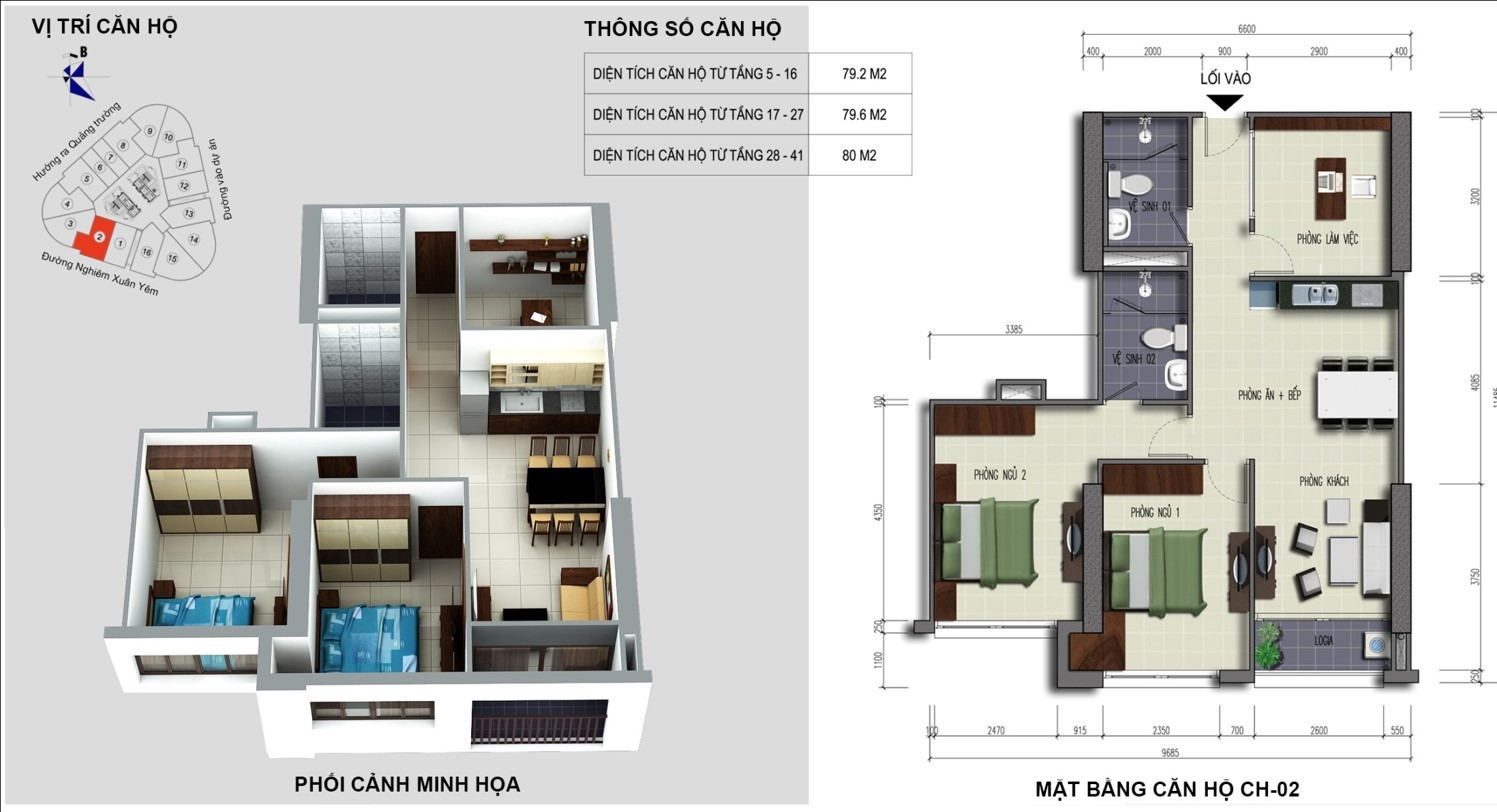 VỊ TRÍ CĂN HỘ
B
Hướng ra Quảng trường
Đường vào dự án
Đường Nghiêm Xuân Yêm
1
2
3
4
5
6
7
8
9
10
11
12
13
14
15
16
THÔNG SỐ CĂN HỘ
DIỆN TÍCH CĂN HỘ TỪ TẦNG 5 - 16 79.2 M2
DIỆN TÍCH CĂN HỘ TỪ TẦNG 17 - 27 79.6 M2
DIỆN TÍCH CĂN HỘ TỪ TẦNG 28 - 41 80 M2
PHỐI CẢNH MINH HỌA
6600
400 2000 900 2900 400
LỐI VÀO
VỆ SINH 01
PHÒNG LÀM VIỆC
VỆ SINH 02
PHÒNG ĂN + BẾP
PHÒNG NGỦ 2
PHÒNG NGỦ 1
PHÒNG KHÁCH
LOGIA
3385
100
4350
250
1100
100
3200
100
4085
3750
250
100 2470 915 2350 700 2600 550
9685
MẶT BẰNG CĂN HỘ CH-02